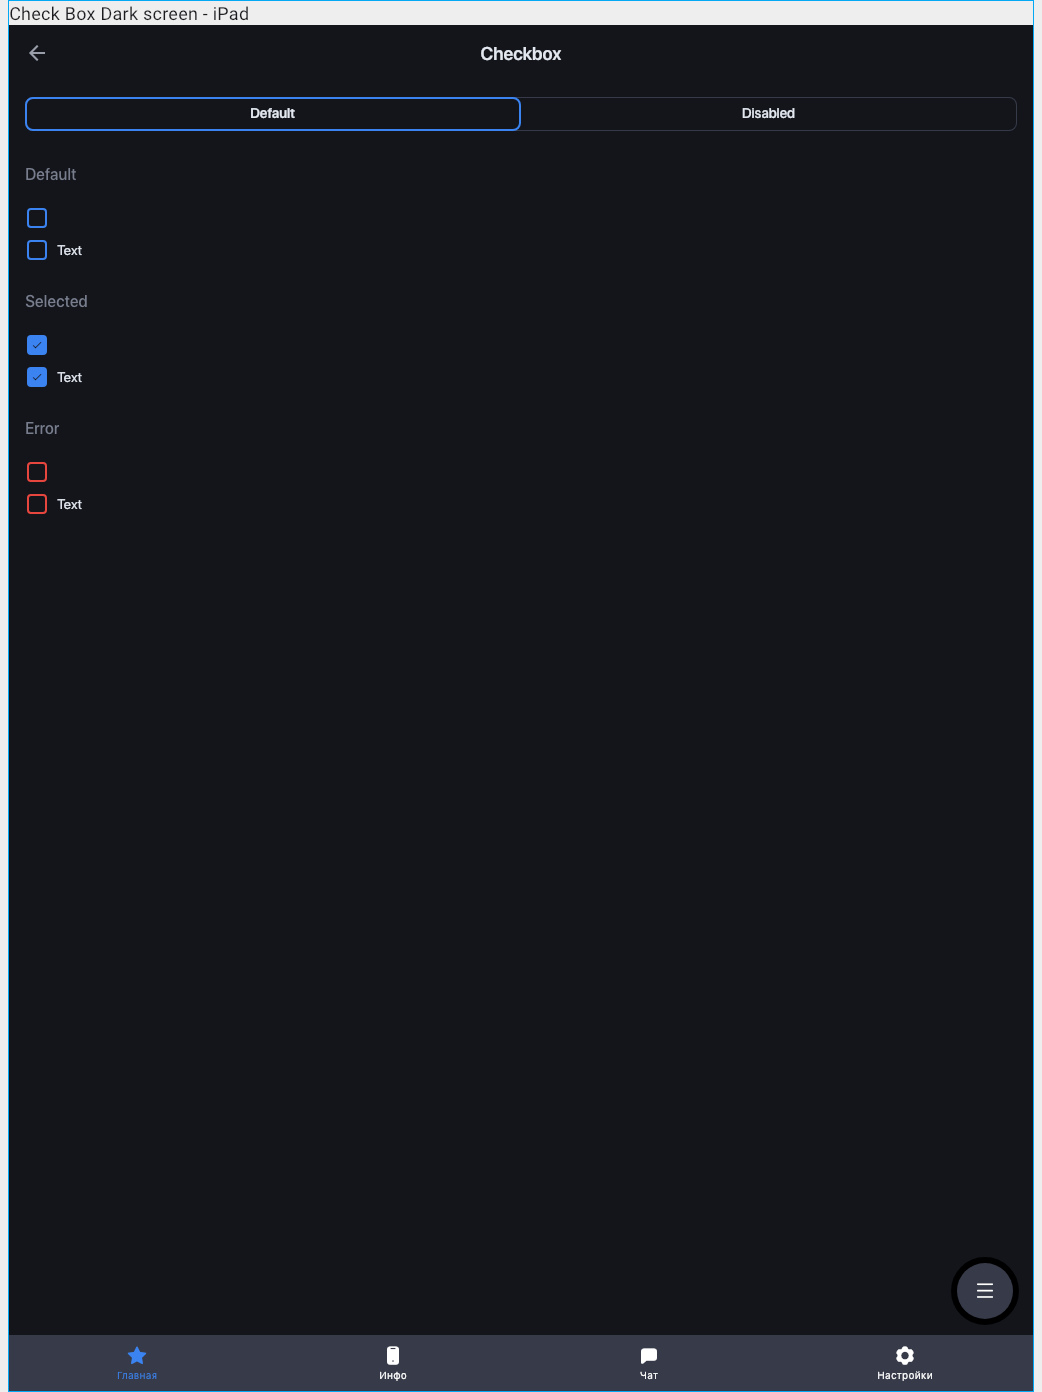 Check Box Dark screen - iPad
Checkbox
Default
Disabled
Default
Text
Selected
Text
Error
Text
Главная
Инфо
Чат
Настройки